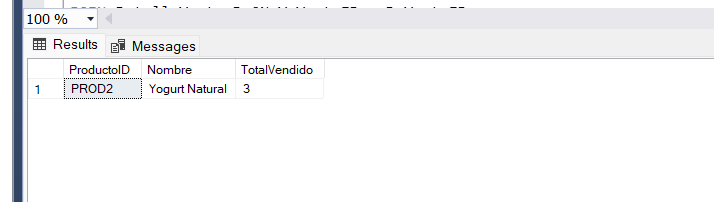 100 %
Results Messages
ProductoID Nombre TotalVendido
1 PROD2 Yogurt Natural 3